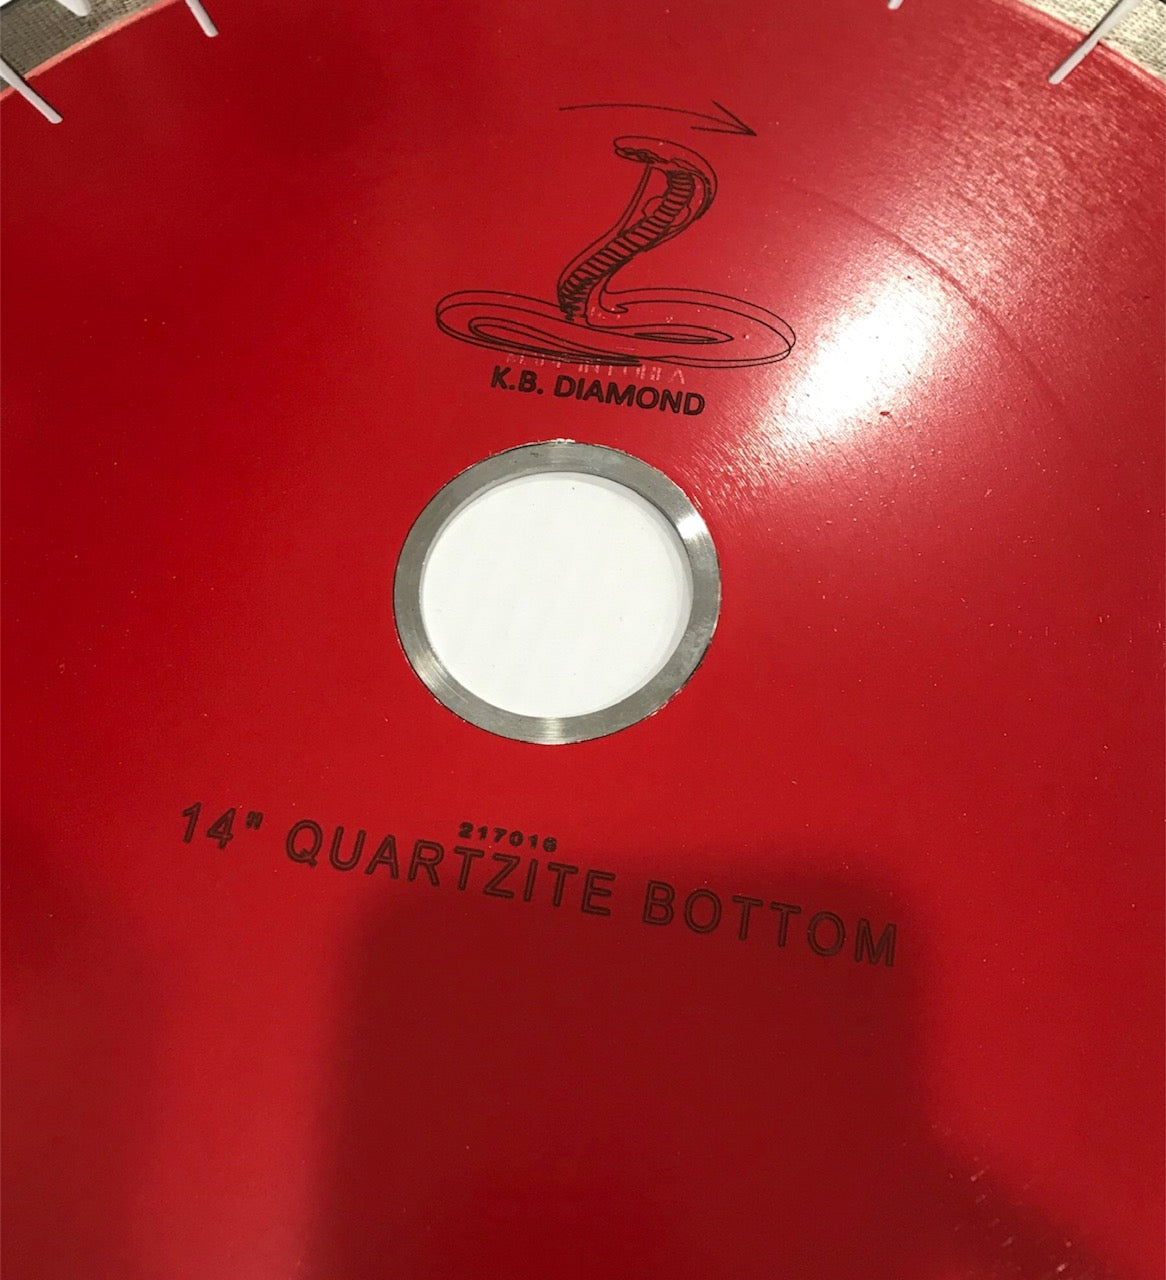 K.B. DIAMOND
217016
14" QUARTZITE BOTTOM